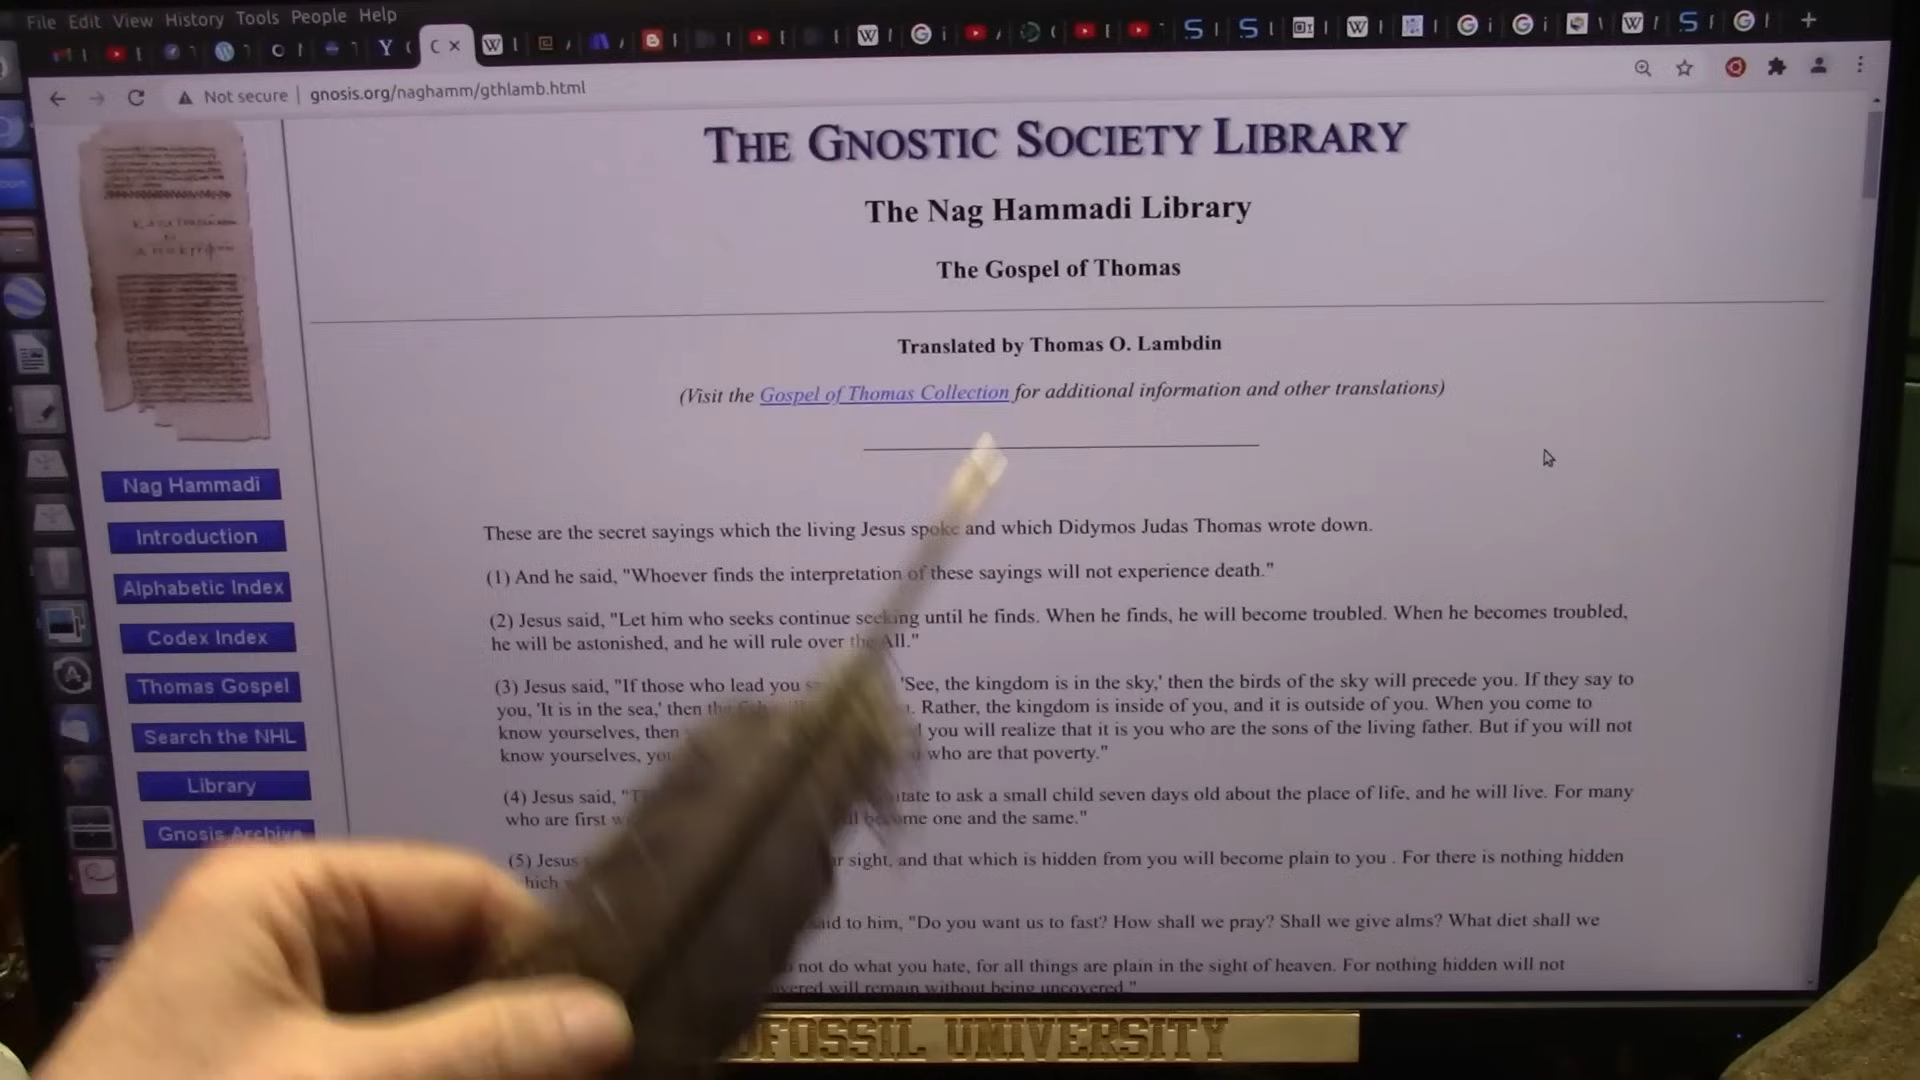 File Edit View History Tools People Help
Not secure | gnosis.org/naghamm/gthlamb.html
THE GNOSTIC SOCIETY LIBRARY
The Nag Hammadi Library
The Gospel of Thomas
Translated by Thomas O. Lambdin
(Visit the Gospel of Thomas Collection for additional information and other translations)
Nag Hammadi
Introduction
Alphabetic Index
Codex Index
Thomas Gospel
Search the NHL
Library
Gnosis Archive
These are the secret sayings which the living Jesus spoke and which Didymos Judas Thomas wrote down.
(1) And he said, "Whoever finds the interpretation of these sayings will not experience death."
(2) Jesus said, "Let him who seeks continue seeking until he finds. When he finds, he will become troubled. When he becomes troubled,
he will be astonished, and he will rule over the All."
(3) Jesus said, "If those who lead you 'See, the kingdom is in the sky,' then the birds of the sky will precede you. If they say to
you, 'It is in the sea,' then Rather, the kingdom is inside of you, and it is outside of you. When you come to
know yourselves, then you will realize that it is you who are the sons of the living father. But if you will not
know yourselves, who are that poverty."
(4) Jesus said, to ask a small child seven days old about the place of life, and he will live. For many
who are first become one and the same."
(5) Jesus sight, and that which is hidden from you will become plain to you . For there is nothing hidden
to him, "Do you want us to fast? How shall we pray? Shall we give alms? What diet shall we
not do what you hate, for all things are plain in the sight of heaven. For nothing hidden will not
will remain without being uncovered."
FOSSIL UNIVERSITY